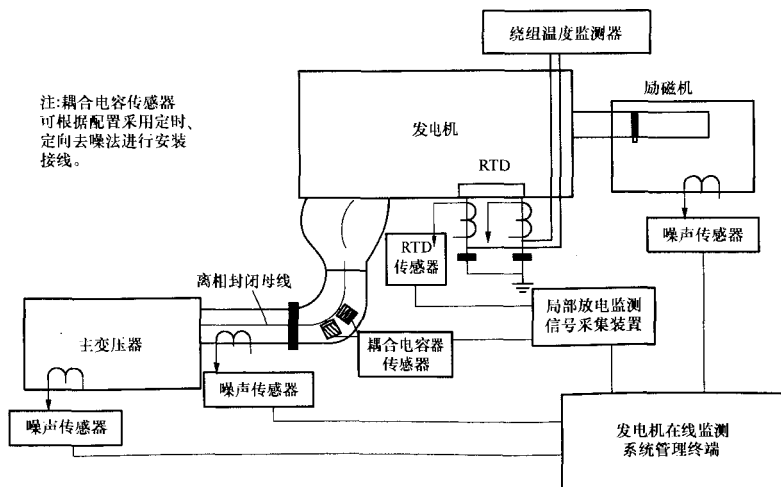 绕组温度监测器
励磁机
注:耦合电容传感器
可根据配置采用定时、
定向去噪法进行安装
接线。
发电机
RTD
噪声传感器
RTD
传感器
离相封闭母线
局部放电监测
信号采集装置
主变压器
耦合电容器
传感器
噪声传感器
噪声传感器
发电机在线监测
系统管理终端